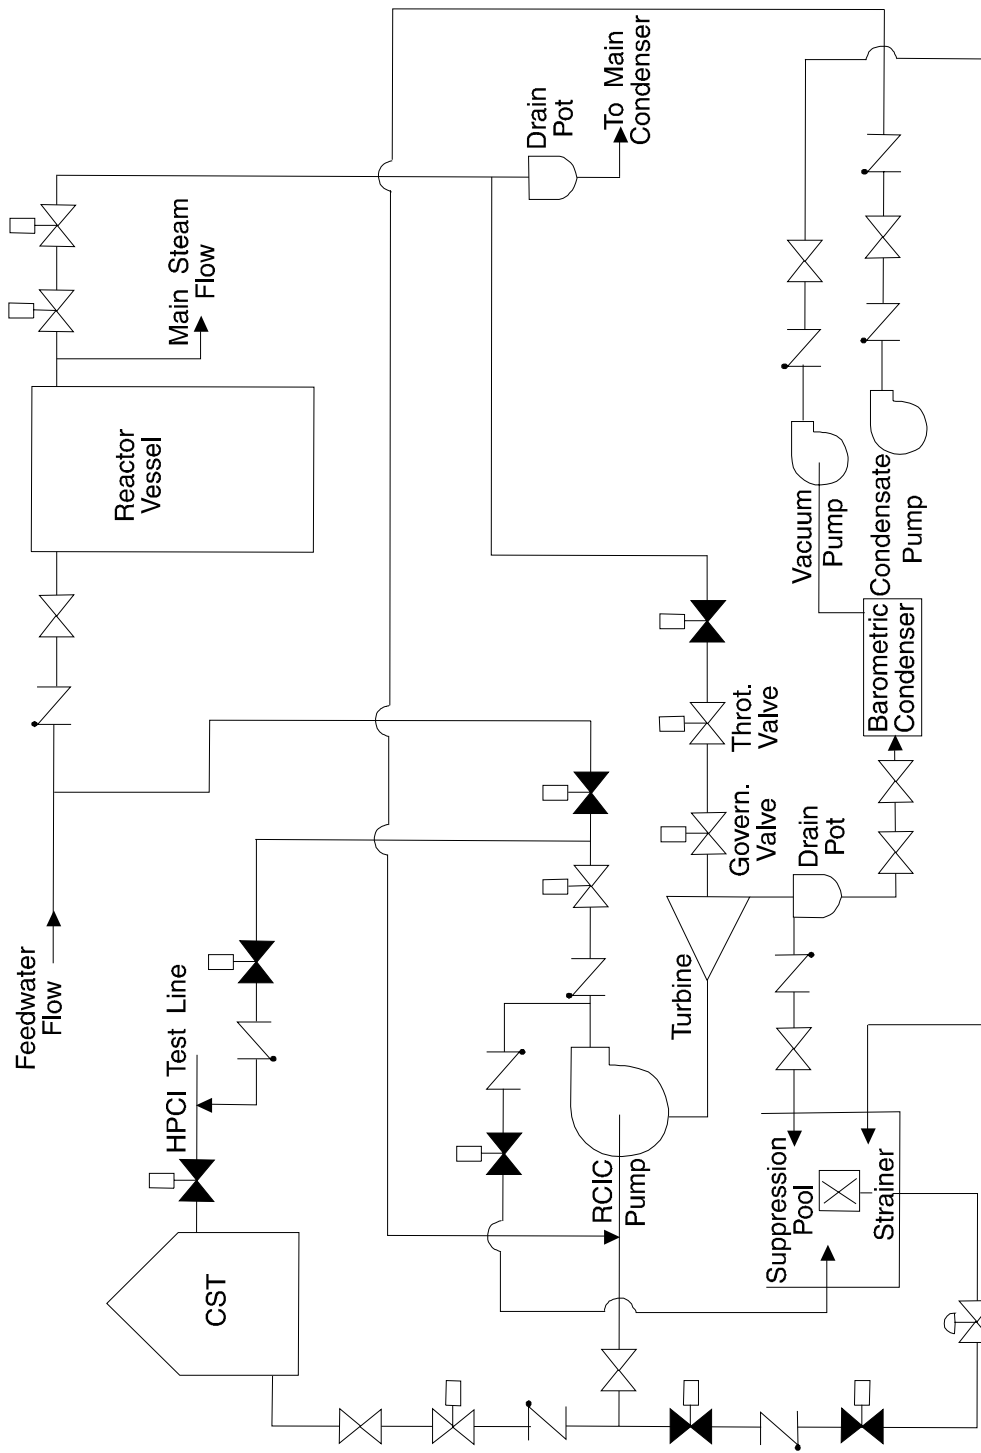 Feedwater
Flow
Reactor
Vessel
Main Steam
Flow
HPCI Test Line
CST
Drain
Pot
To Main
Condenser
RCIC
Pump
Turbine
Govern.
Valve
Throt.
Valve
Suppression
Pool
Strainer
Drain
Pot
Barometric
Condenser
Vacuum
Pump
Condensate
Pump